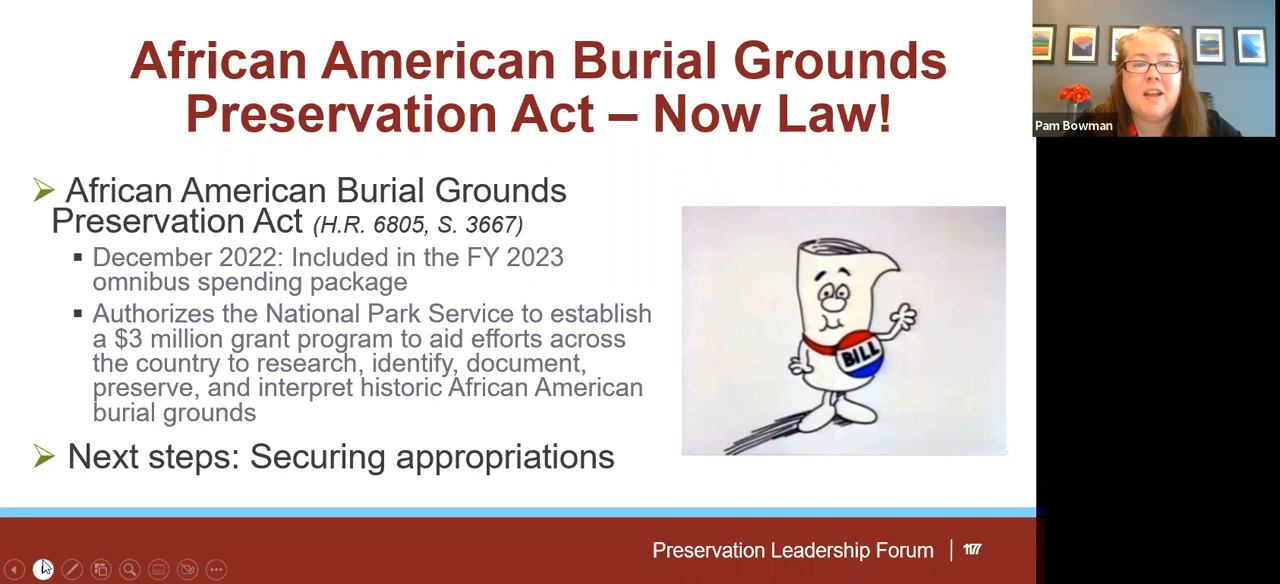 African American Burial Grounds
Preservation Act – Now Law!
Pam Bowman
African American Burial Grounds
Preservation Act (H.R. 6805, S. 3667)
December 2022: Included in the FY 2023
omnibus spending package
Authorizes the National Park Service to establish
a $3 million grant program to aid efforts across
the country to research, identify, document,
preserve, and interpret historic African American
burial grounds
BILL
Next steps: Securing appropriations
Preservation Leadership Forum